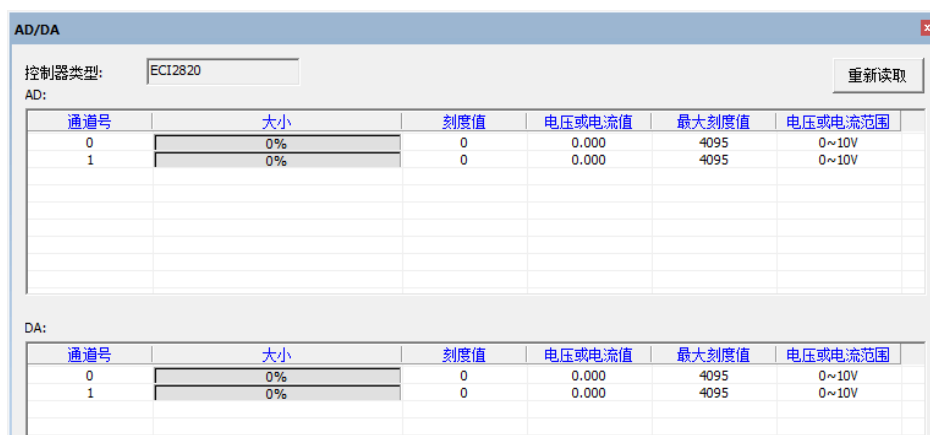 AD/DA
控制器类型: ECI2820 重新读取
AD:
通道号 大小 刻度值 电压或电流值 最大刻度值 电压或电流范围
0 0% 0 0.000 4095 0~10V
1 0% 0 0.000 4095 0~10V
DA:
通道号 大小 刻度值 电压或电流值 最大刻度值 电压或电流范围
0 0% 0 0.000 4095 0~10V
1 0% 0 0.000 4095 0~10V